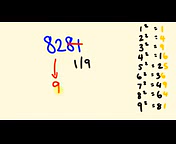 8281
1/9
9
1² = 1
2² = 4
3² = 9
4² = 16
5² = 25
6² = 36
7² = 49
8² = 64
9² = 81